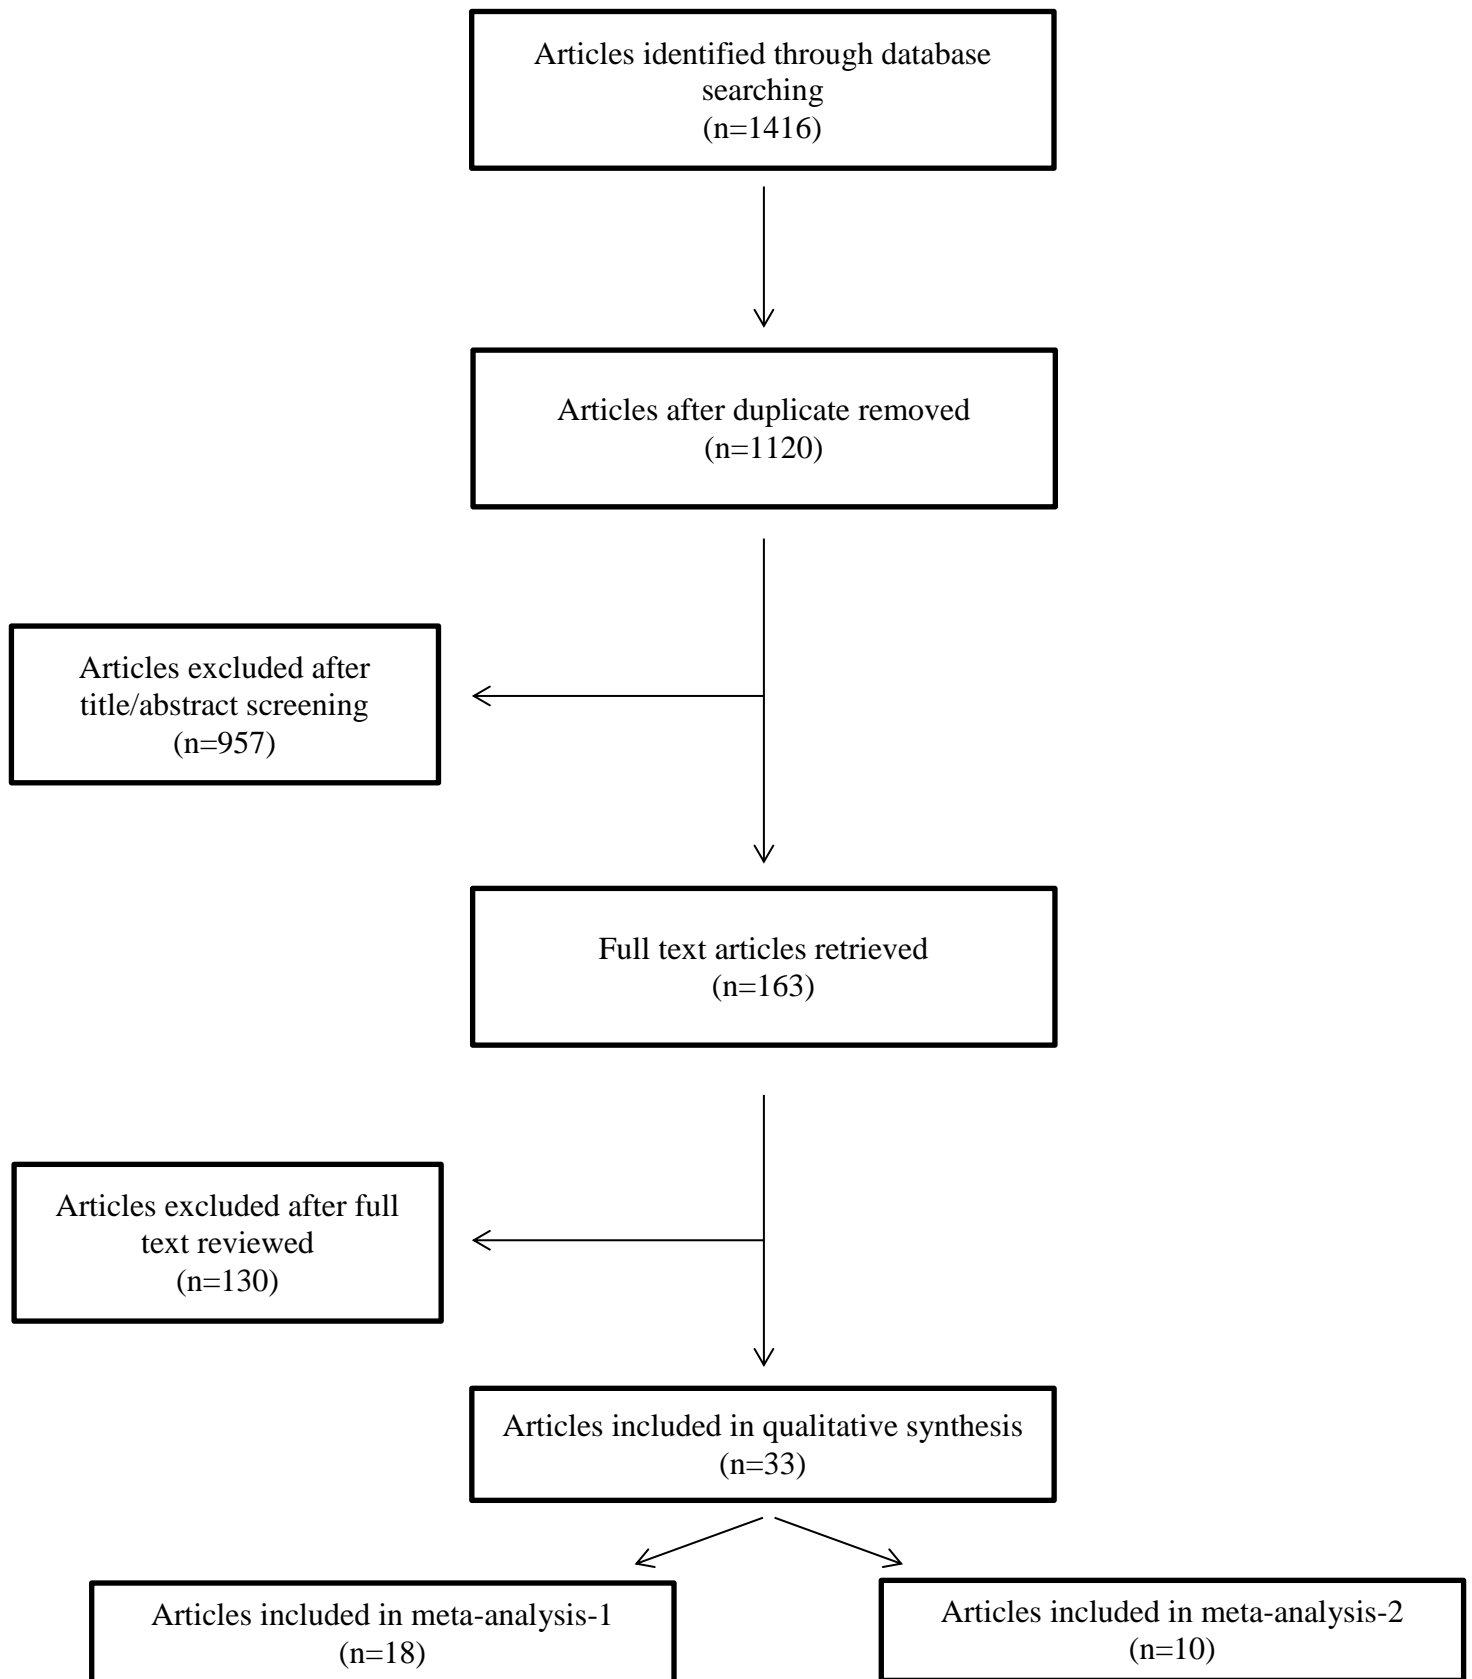 Articles identified through database
searching
(n=1416)
Articles after duplicate removed
(n=1120)
Articles excluded after
title/abstract screening
(n=957)
Full text articles retrieved
(n=163)
Articles excluded after full
text reviewed
(n=130)
Articles included in qualitative synthesis
(n=33)
Articles included in meta-analysis-1
(n=18)
Articles included in meta-analysis-2
(n=10)